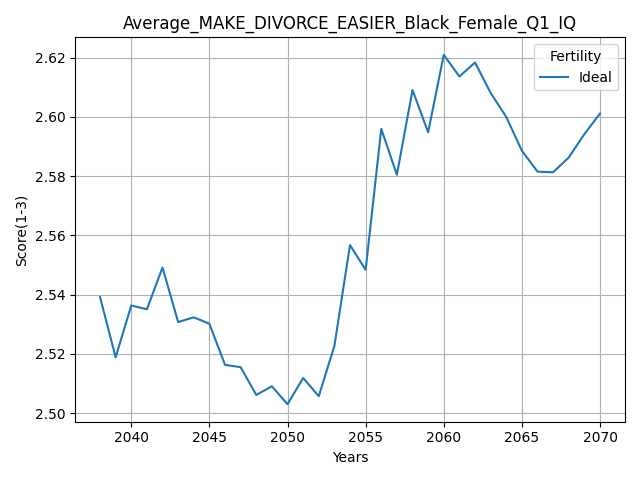 Average_MAKE_DIVORCE_EASIER_Black_Female_Q1_IQ
Fertility
Ideal
Score(1-3)
2.62
2.60
2.58
2.56
2.54
2.52
2.50
2040 2045 2050 2055 2060 2065 2070
Years